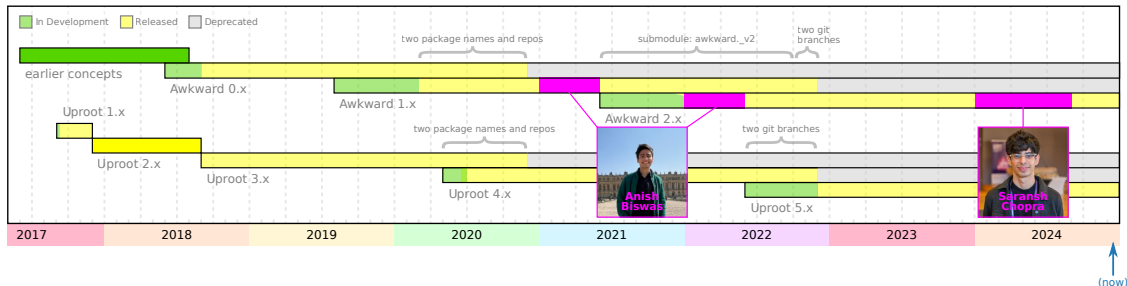 In Development
Released
Deprecated
two package names and repos
submodule: awkward._v2
two git
branches
earlier concepts
Awkward 0.x
Awkward 1.x
Awkward 2.x
Uproot 1.x
two package names and repos
two git branches
Uproot 2.x
Uproot 3.x
Uproot 4.x
Uproot 5.x
Anish
Biswas
Saransh
Chopra
2017
2018
2019
2020
2021
2022
2023
2024
(now)